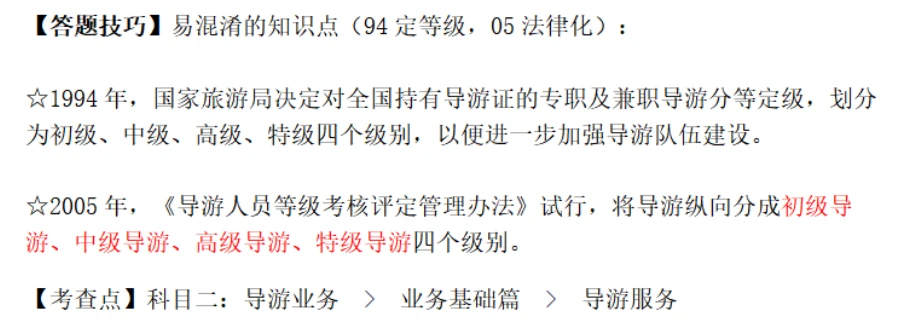 【答题技巧】易混淆的知识点（94 定等级，05 法律化）：
☆1994 年，国家旅游局决定对全国持有导游证的专职及兼职导游分等定级，划分
为初级、中级、高级、特级四个级别，以便进一步加强导游队伍建设。
☆2005 年，《导游人员等级考核评定管理办法》试行，将导游纵向分成初级导
游、中级导游、高级导游、特级导游四个级别。
【考查点】科目二：导游业务 > 业务基础篇 > 导游服务